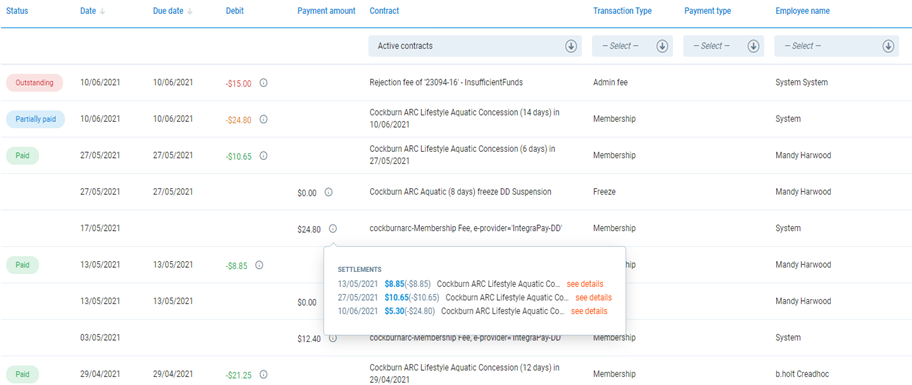 Status Date Due date Debit Payment amount Contract Transaction Type Payment type Employee name
Active contracts -- Select -- -- Select -- -- Select --
Outstanding 10/06/2021 10/06/2021 -$15.00 Rejection fee of '23094-16' - InsufficientFunds Admin fee System System
Partially paid 10/06/2021 10/06/2021 -$24.80 Cockburn ARC Lifestyle Aquatic Concession (14 days) in Membership System
10/06/2021
Paid 27/05/2021 27/05/2021 -$10.65 Cockburn ARC Lifestyle Aquatic Concession (6 days) in Membership Mandy Harwood
27/05/2021
27/05/2021 27/05/2021 $0.00 Cockburn ARC Aquatic (8 days) freeze DD Suspension Freeze Mandy Harwood
17/05/2021 $24.80 cockburnarc-Membership Fee, e-provider='IntegraPay-DD' Membership System
Paid 13/05/2021 13/05/2021 -$8.85 hip Mandy Harwood
SETTLEMENTS
13/05/2021 $8.85(-$8.85) Cockburn ARC Lifestyle Aquatic Co... see details
27/05/2021 $10.65(-$10.65) Cockburn ARC Lifestyle Aquatic Co... see details
10/06/2021 $5.30(-$24.80) Cockburn ARC Lifestyle Aquatic Co... see details
13/05/2021 13/05/2021 $0.00 Mandy Harwood
03/05/2021 $12.40 cockburnarc-Membership Fee, e-provider='IntegraPay-DD' Membership System
Paid 29/04/2021 29/04/2021 -$21.25 Cockburn ARC Lifestyle Aquatic Concession (12 days) in Membership b.holt Creadhoc
29/04/2021